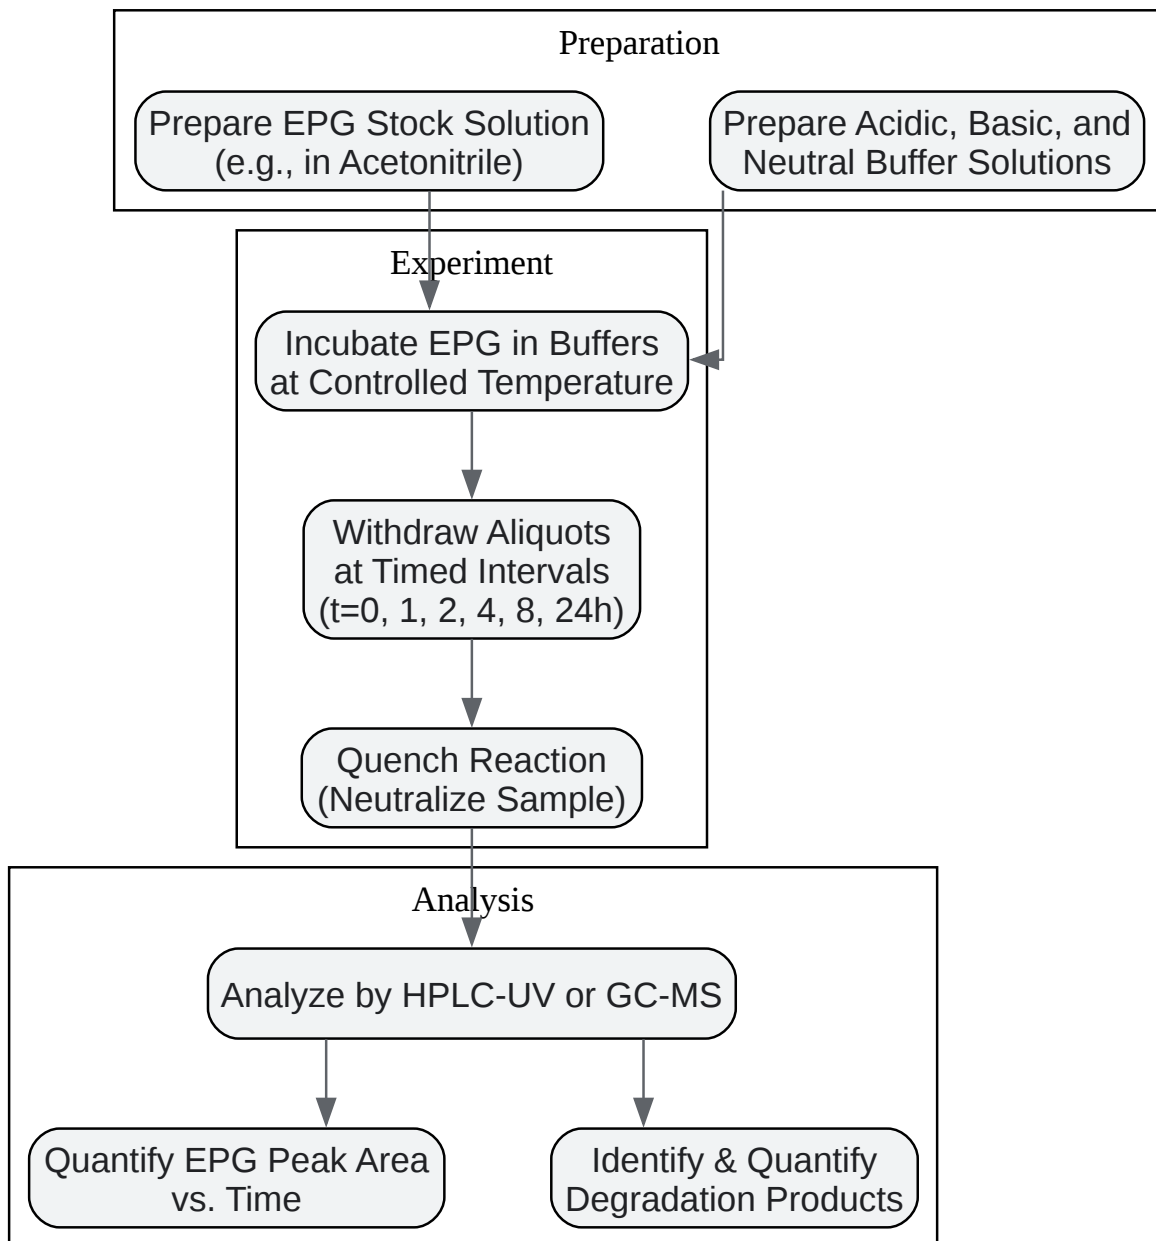 Preparation
Prepare EPG Stock Solution
(e.g., in Acetonitrile)
Prepare Acidic, Basic, and
Neutral Buffer Solutions
Experiment
Incubate EPG in Buffers
at Controlled Temperature
Withdraw Aliquots
at Timed Intervals
(t=0, 1, 2, 4, 8, 24h)
Quench Reaction
(Neutralize Sample)
Analysis
Analyze by HPLC-UV or GC-MS
Quantify EPG Peak Area
vs. Time
Identify & Quantify
Degradation Products